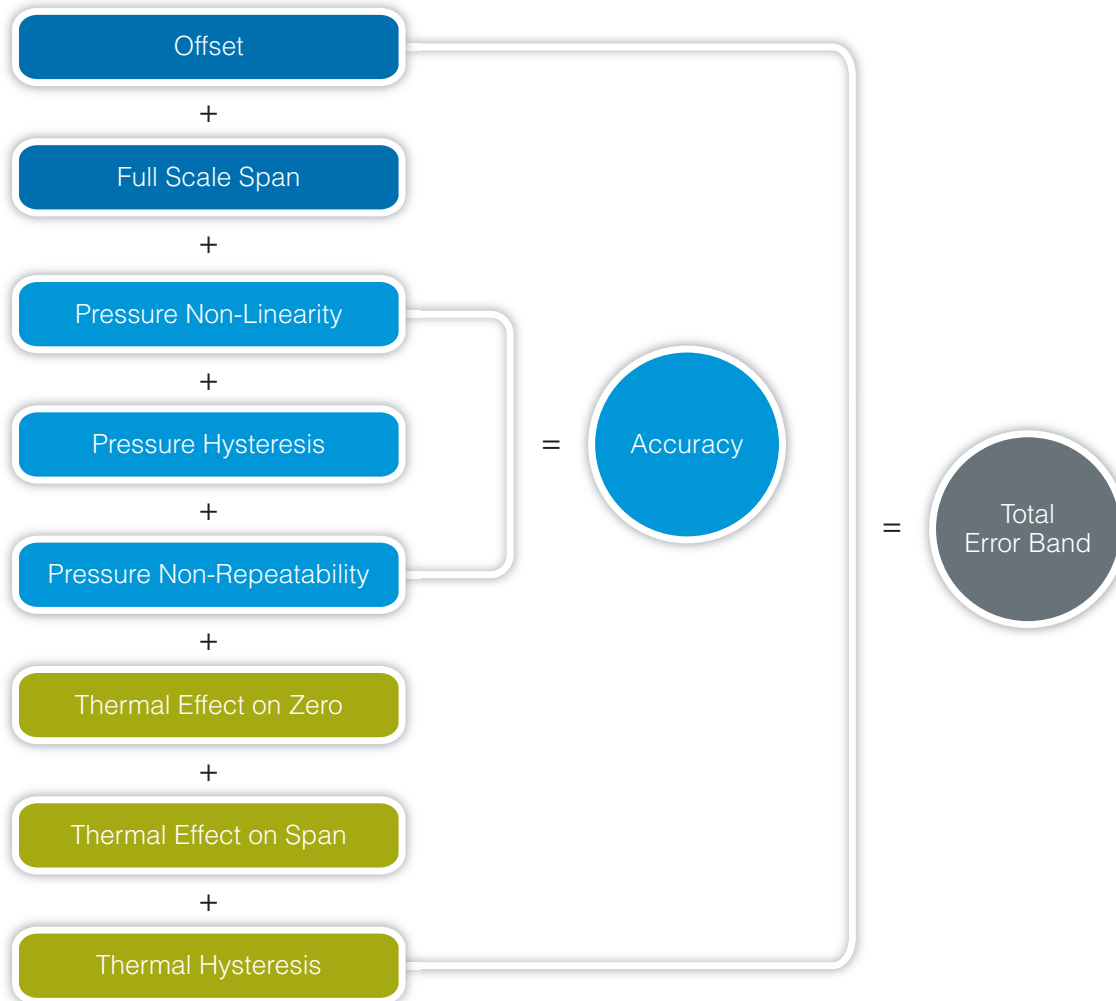 Offset
+
Full Scale Span
+
Pressure Non-Linearity
+
Pressure Hysteresis
=
Accuracy
+
Pressure Non-Repeatability
=
Total
Error Band
+
Thermal Effect on Zero
+
Thermal Effect on Span
+
Thermal Hysteresis